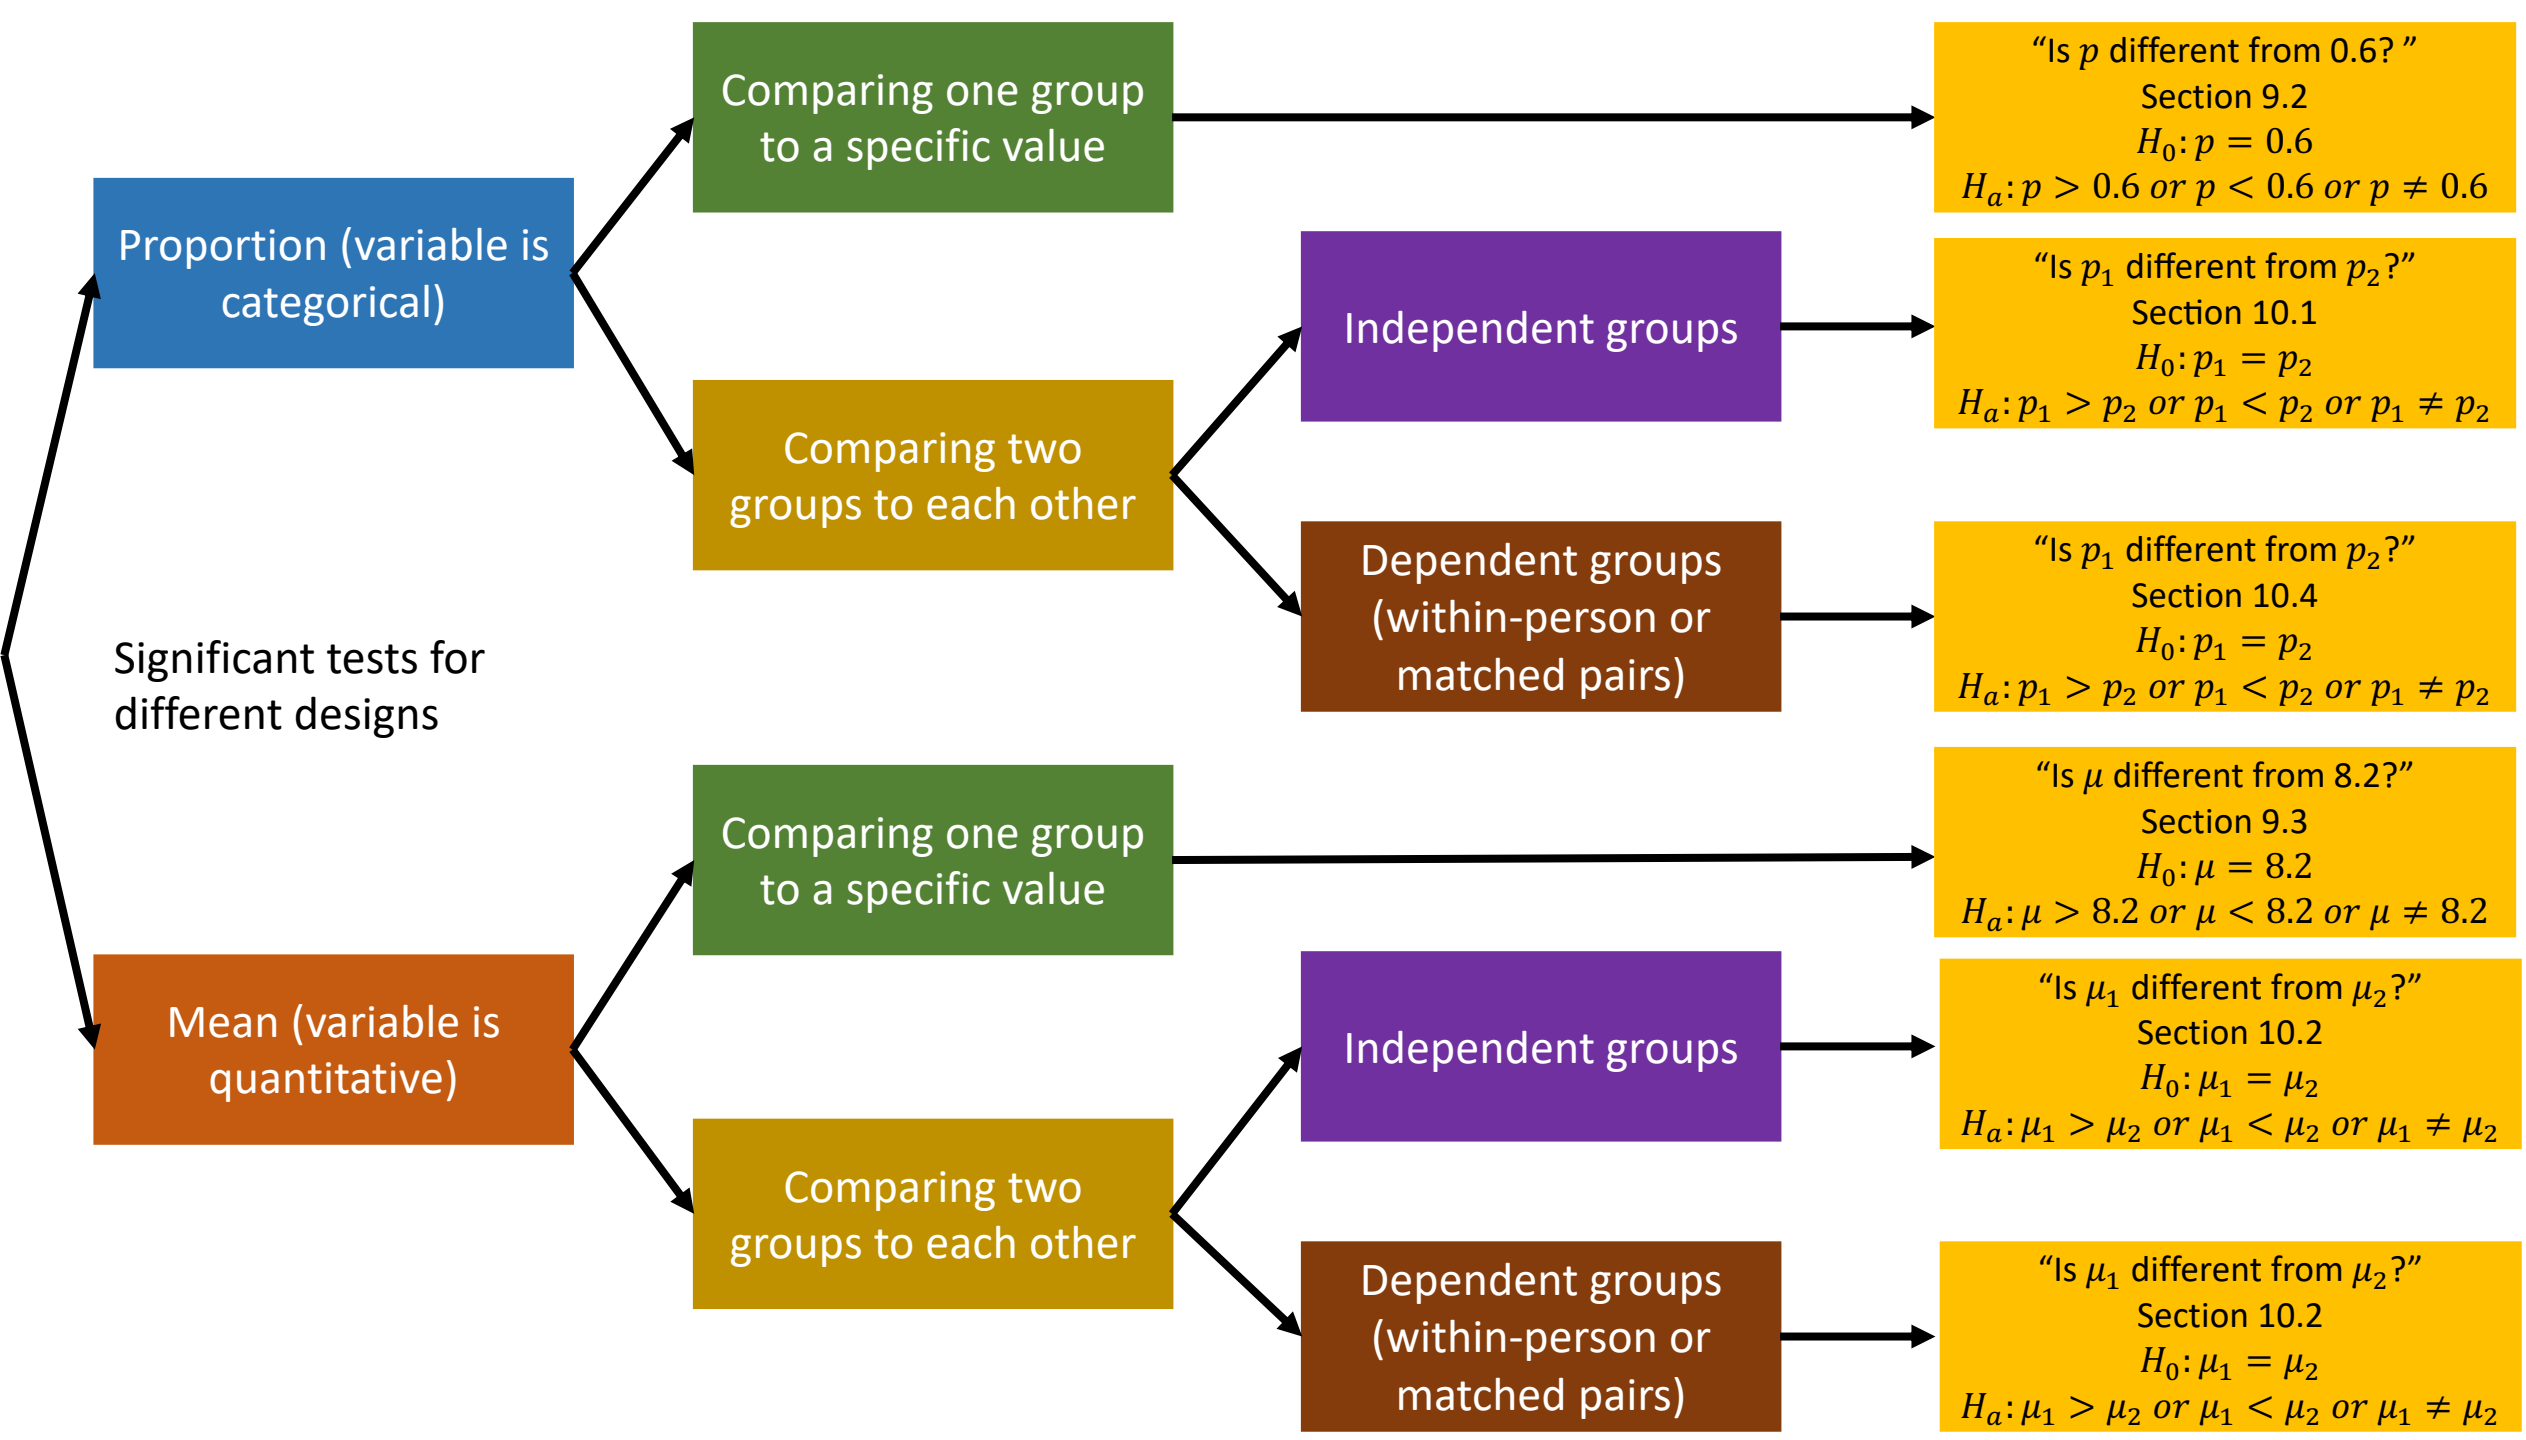 Significant tests for
different designs
Proportion (variable is
categorical)
Comparing one group
to a specific value
“Is 𝑝 different from 0.6? ”
Section 9.2
𝐻₀: 𝑝 = 0.6
𝐻ₐ: 𝑝 > 0.6 𝑜𝑟 𝑝 < 0.6 𝑜𝑟 𝑝 ≠ 0.6
Comparing two
groups to each other
Independent groups
“Is 𝑝₁ different from 𝑝₂?”
Section 10.1
𝐻₀: 𝑝₁ = 𝑝₂
𝐻ₐ: 𝑝₁ > 𝑝₂ 𝑜𝑟 𝑝₁ < 𝑝₂ 𝑜𝑟 𝑝₁ ≠ 𝑝₂
Dependent groups
(within-person or
matched pairs)
“Is 𝑝₁ different from 𝑝₂?”
Section 10.4
𝐻₀: 𝑝₁ = 𝑝₂
𝐻ₐ: 𝑝₁ > 𝑝₂ 𝑜𝑟 𝑝₁ < 𝑝₂ 𝑜𝑟 𝑝₁ ≠ 𝑝₂
Mean (variable is
quantitative)
Comparing one group
to a specific value
“Is 𝜇 different from 8.2?”
Section 9.3
𝐻₀: 𝜇 = 8.2
𝐻ₐ: 𝜇 > 8.2 𝑜𝑟 𝜇 < 8.2 𝑜𝑟 𝜇 ≠ 8.2
Comparing two
groups to each other
Independent groups
“Is 𝜇₁ different from 𝜇₂?”
Section 10.2
𝐻₀: 𝜇₁ = 𝜇₂
𝐻ₐ: 𝜇₁ > 𝜇₂ 𝑜𝑟 𝜇₁ < 𝜇₂ 𝑜𝑟 𝜇₁ ≠ 𝜇₂
Dependent groups
(within-person or
matched pairs)
“Is 𝜇₁ different from 𝜇₂?”
Section 10.2
𝐻₀: 𝜇₁ = 𝜇₂
𝐻ₐ: 𝜇₁ > 𝜇₂ 𝑜𝑟 𝜇₁ < 𝜇₂ 𝑜𝑟 𝜇₁ ≠ 𝜇₂